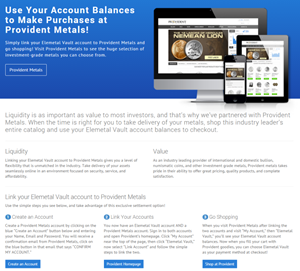 Use Your Account Balances
to Make Purchases at
Provident Metals!
Simply link your Elemetal Vault account to Provident Metals and
go shopping! Visit Provident Metals to see the huge selection of
investment-grade metals you can choose from.
Provident Metals
PROVIDENT
NEMEAN LION
Liquidity is as important as value to most investors, and that's why we've partnered with Provident
Metals. When the time is right for you to take delivery of your metals, shop this industry leader's
entire catalog and use your Elemetal Vault account balances to checkout.
Liquidity
Linking your Elemetal Vault account to Provident Metals gives you a level of
flexibility that is unmatched in the industry. Take delivery of your assets
seamlessly online in an environment focused on security, service, and
affordability.
Value
As an industry-leading provider of international and domestic bullion,
numismatic coins, and other investment grade metals, Provident Metals takes
pride in their ability to offer great pricing, quality products, and complete
satisfaction.
Link your Elemetal Vault account to Provident Metals
Use the simple steps you see below, and take advantage of this exclusive settlement option!
1 Create an Account
Create a Provident Metals account by clicking on the
blue "Create an Account" button below and entering
your Name, Email and Password. You will receive a
confirmation email from Provident Metals, click on
the blue button in that email that says "CONFIRM
MY ACCOUNT"
Create an Account
2 Link Your Accounts
You now have an Elemetal Vault account AND a
Provident Metals account. Sign in to both accounts
and open Provident's homepage. Click "My Account"
near the top of the page, then click "Elemetal Vault,"
now select "Link Account" and follow the simple
steps to link the two.
Provident Homepage
3 Go Shopping
When you visit Provident Metals after linking the
two accounts and visit "My Account," then "Elemetal
Vault," you'll see your Elemetal Vault account
balances. Now when you fill your cart with
Provident goodies, you can choose Elemetal Vault
as your payment method at checkout!
Shop at Provident